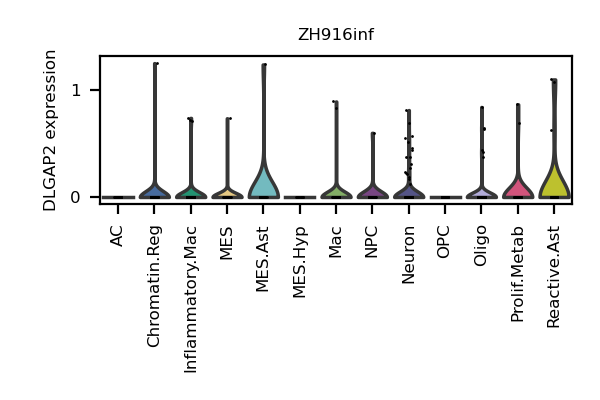 ZH916inf
DLGAP2 expression
1
0
AC
Chromatin.Reg
Inflammatory.Mac
MES
MES.Ast
MES.Hyp
Mac
NPC
Neuron
OPC
Oligo
Prolif.Metab
Reactive.Ast